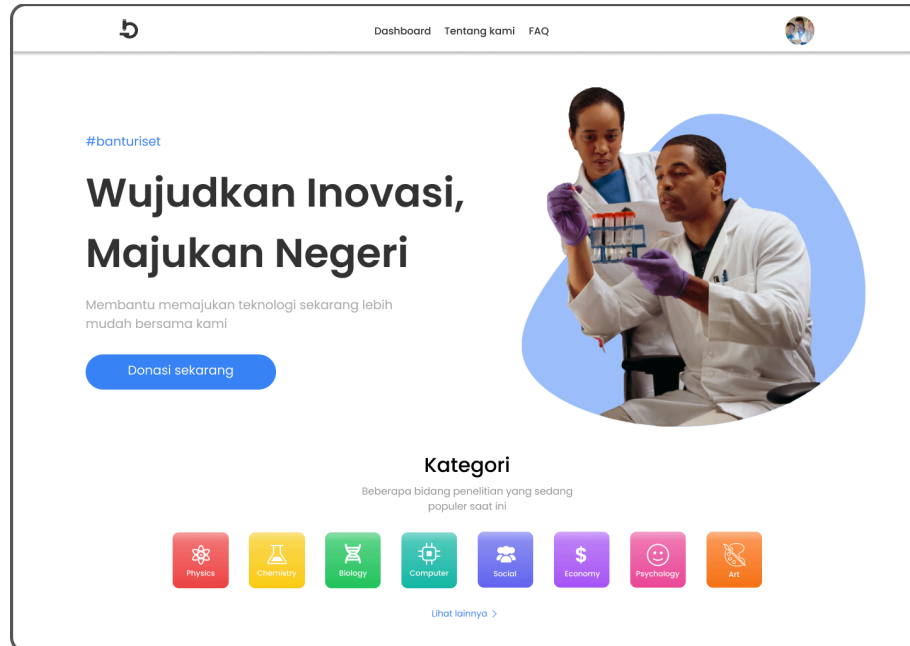 Dashboard Tentang kami FAQ
#banturiset
Wujudkan Inovasi,
Majukan Negeri
Membantu memajukan teknologi sekarang lebih
mudah bersama kami
Donasi sekarang
Kategori
Beberapa bidang penelitian yang sedang
populer saat ini
Physics Chemistry Biology Computer Social Economy Psychology Art
Lihat lainnya >